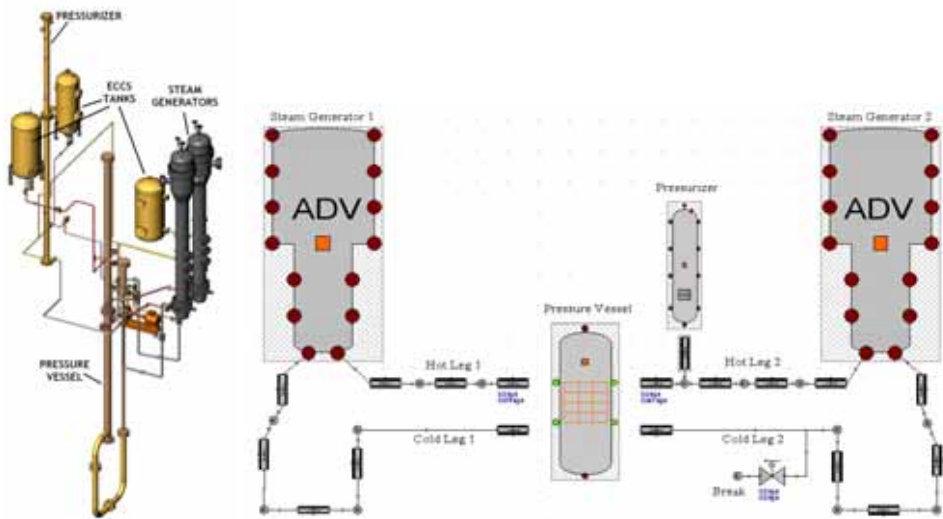 PRESSURIZER
ECCS
TANKS
STEAM
GENERATORS
PRESSURE
VESSEL
Steam Generator 1
Steam Generator 2
ADV
ADV
Pressurizer
Pressure Vessel
Hot Leg 1
Hot Leg 2
Cold Leg 1
Cold Leg 2
Break